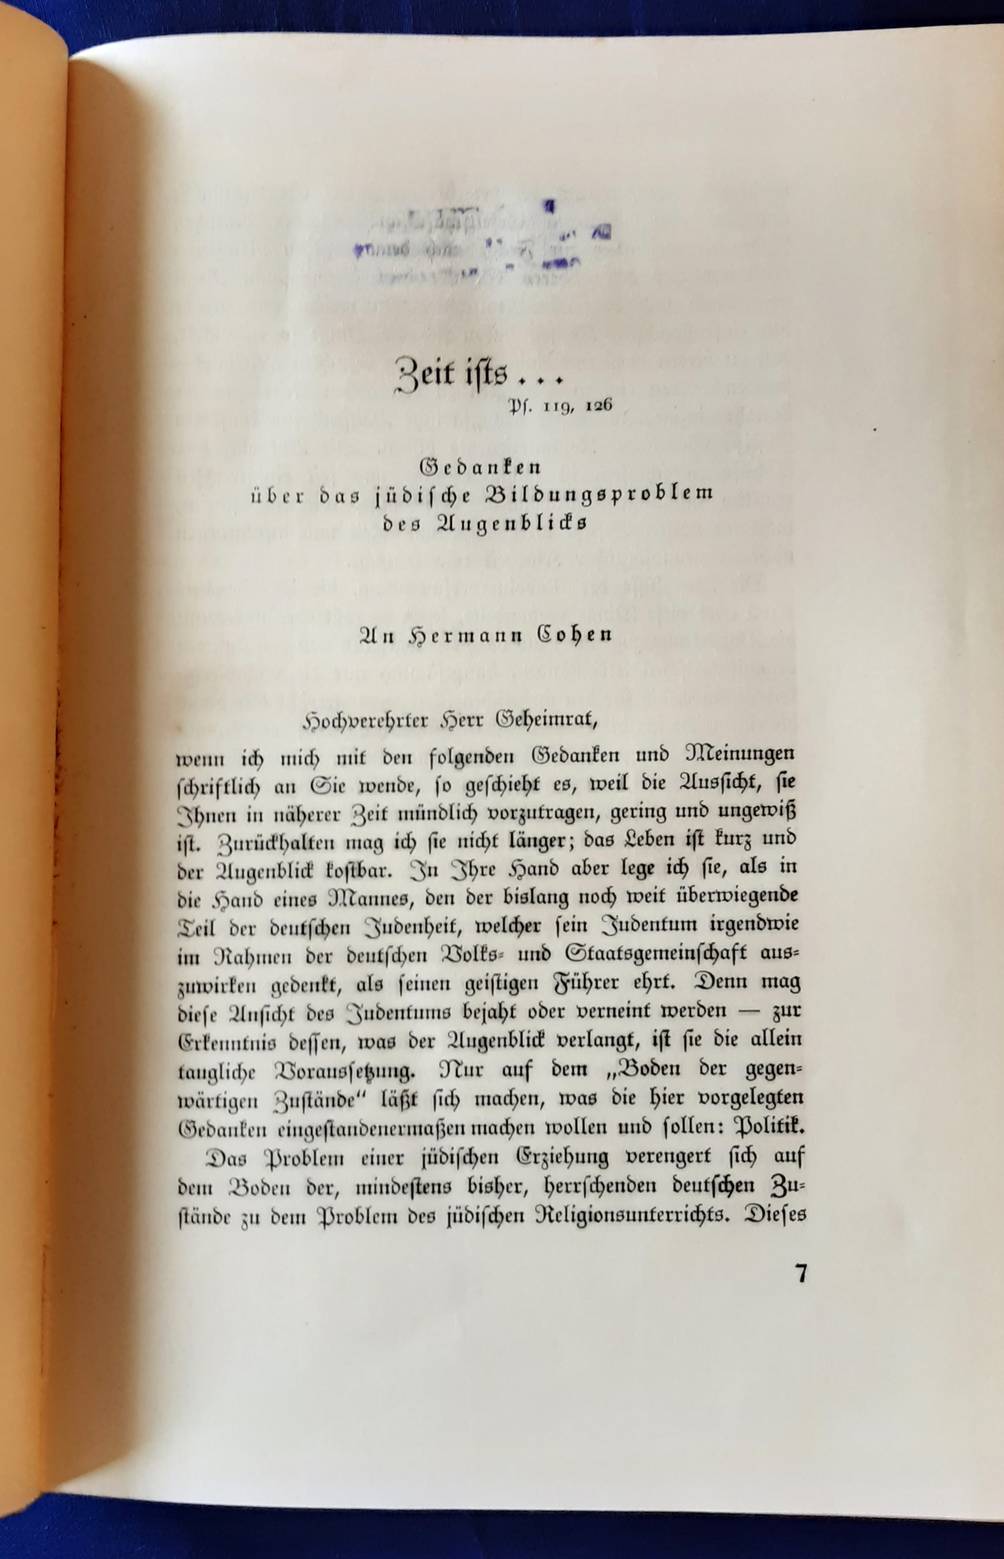 Zeit ists . . .
Ps. 119, 126
Gedanken
über das jüdische Bildungsproblem
des Augenblicks
An Hermann Cohen
Hochverehrter Herr Geheimrat,
wenn ich mich mit den folgenden Gedanken und Meinungen
schriftlich an Sie wende, so geschieht es, weil die Aussicht, sie
Ihnen in näherer Zeit mündlich vorzutragen, gering und ungewiß
ist. Zurückhalten mag ich sie nicht länger; das Leben ist kurz und
der Augenblick kostbar. In Ihre Hand aber lege ich sie, als in
die Hand eines Mannes, den der bislang noch weit überwiegende
Teil der deutschen Judenheit, welcher sein Judentum irgendwie
im Rahmen der deutschen Volks- und Staatsgemeinschaft aus-
zuwirken gedenkt, als seinen geistigen Führer ehrt. Denn mag
diese Ansicht des Judentums bejaht oder verneint werden — zur
Erkenntnis dessen, was der Augenblick verlangt, ist sie die allein
taugliche Voraussetzung. Nur auf dem „Boden der gegen-
wärtigen Zustände“ läßt sich machen, was die hier vorgelegten
Gedanken eingestandenermaßen machen wollen und sollen: Politik.
Das Problem einer jüdischen Erziehung verengert sich auf
dem Boden der, mindestens bisher, herrschenden deutschen Zu-
stände zu dem Problem des jüdischen Religionsunterrichts. Dieses
7